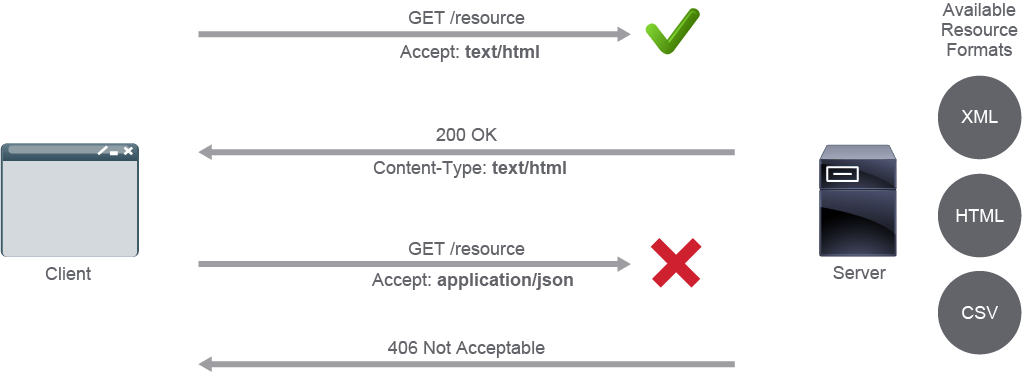 GET /resource
Accept: text/html
200 OK
Content-Type: text/html
GET /resource
Accept: application/json
406 Not Acceptable
Client
Server
Available
Resource
Formats
XML
HTML
CSV